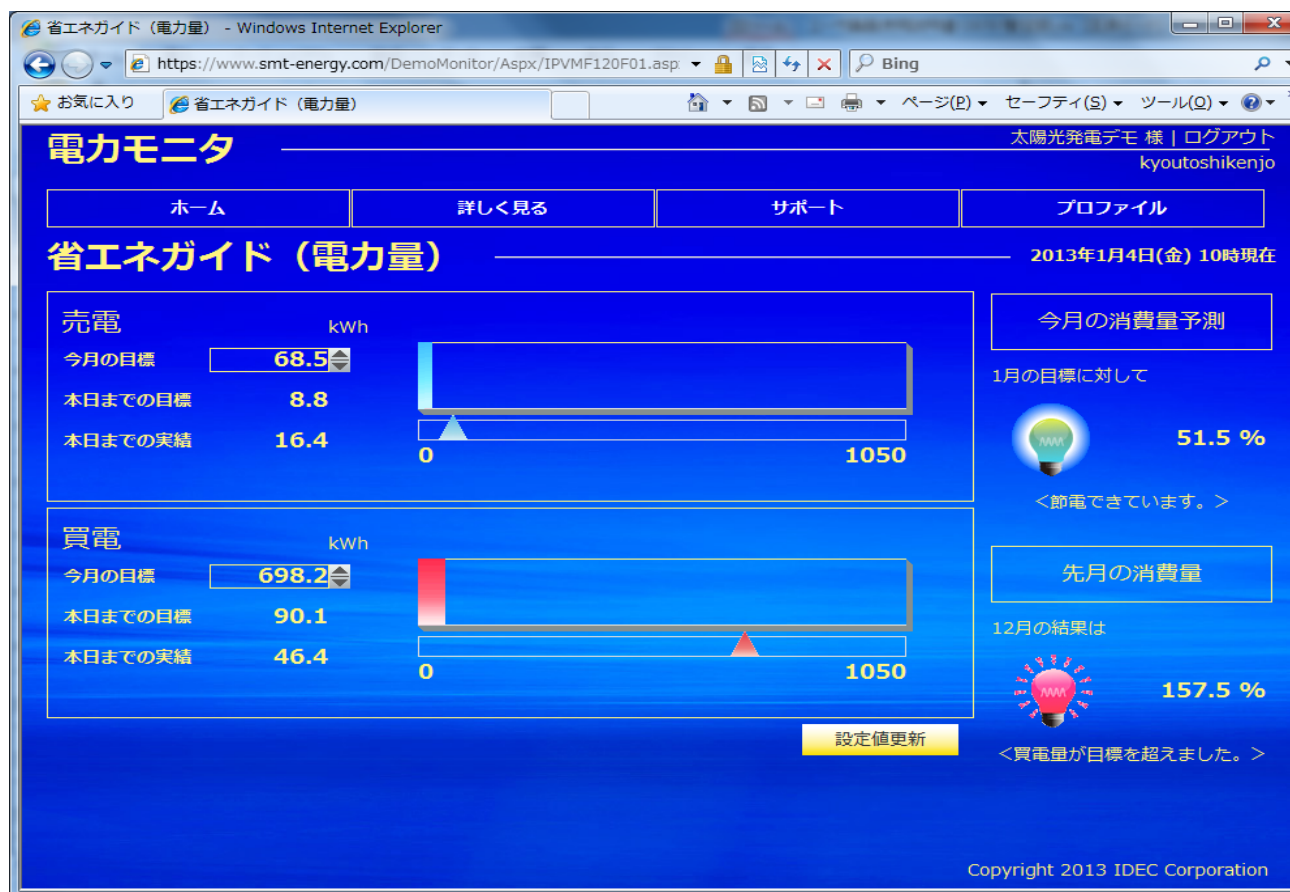 省エネガイド（電力量） - Windows Internet Explorer
https://www.smt-energy.com/DemoMonitor/Aspx/IPVMF120F01.asp
Bing
お気に入り
省エネガイド（電力量）
ページ(P)
セーフティ(S)
ツール(O)
電力モニタ
太陽光発電デモ 様 | ログアウト
kyoutoshikenjo
ホーム
詳しく見る
サポート
プロファイル
省エネガイド（電力量）
2013年1月4日(金) 10時現在
売電
kWh
今月の目標 68.5
本日までの目標 8.8
本日までの実績 16.4
0 1050
買電
kWh
今月の目標 698.2
本日までの目標 90.1
本日までの実績 46.4
0 1050
設定値更新
今月の消費量予測
1月の目標に対して
51.5 %
＜節電できています。＞
先月の消費量
12月の結果は
157.5 %
＜買電量が目標を超えました。＞
Copyright 2013 IDEC Corporation